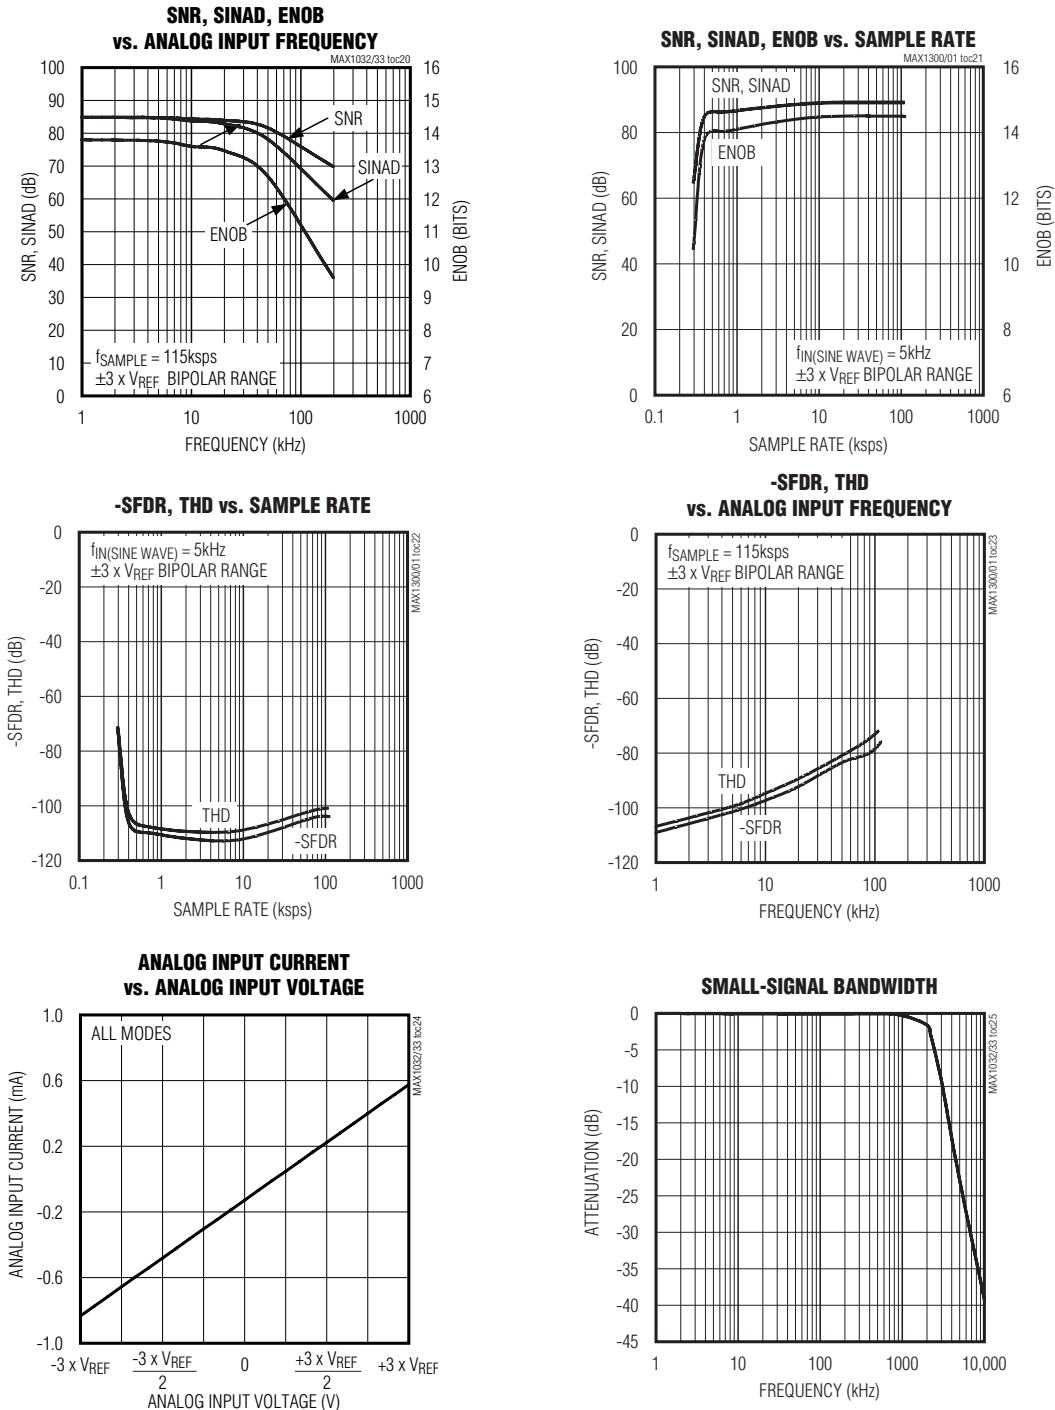 SNR, SINAD, ENOB
vs. ANALOG INPUT FREQUENCY
MAX1032/33 toc20
100
90
80
70
60
50
40
30
20
10
0
SNR, SINAD (dB)
16
15
14
13
12
11
10
9
8
7
6
ENOB (BITS)
SNR
SINAD
ENOB
fSAMPLE = 115ksps
±3 x VREF BIPOLAR RANGE
1 10 100 1000
FREQUENCY (kHz)
SNR, SINAD, ENOB vs. SAMPLE RATE
MAX1300/01 toc21
100
80
60
40
20
0
SNR, SINAD (dB)
16
14
12
10
8
6
ENOB (BITS)
SNR, SINAD
ENOB
fIN(SINE WAVE) = 5kHz
±3 x VREF BIPOLAR RANGE
0.1 1 10 100 1000
SAMPLE RATE (ksps)
-SFDR, THD vs. SAMPLE RATE
MAX1300/01 toc22
0
-20
-40
-60
-80
-100
-120
-SFDR, THD (dB)
fIN(SINE WAVE) = 5kHz
±3 x VREF BIPOLAR RANGE
THD
-SFDR
0.1 1 10 100 1000
SAMPLE RATE (ksps)
-SFDR, THD
vs. ANALOG INPUT FREQUENCY
MAX1300/01 toc23
0
-20
-40
-60
-80
-100
-120
-SFDR, THD (dB)
fSAMPLE = 115ksps
±3 x VREF BIPOLAR RANGE
THD
-SFDR
1 10 100 1000
FREQUENCY (kHz)
ANALOG INPUT CURRENT
vs. ANALOG INPUT VOLTAGE
MAX1032/33 toc24
1.0
0.6
0.2
-0.2
-0.6
-1.0
ANALOG INPUT CURRENT (mA)
ALL MODES
-3 x VREF -3 x VREF 0 +3 x VREF +3 x VREF
2 2
ANALOG INPUT VOLTAGE (V)
SMALL-SIGNAL BANDWIDTH
MAX1032/33 toc25
0
-5
-10
-15
-20
-25
-30
-35
-40
-45
ATTENUATION (dB)
1 10 100 1000 10,000
FREQUENCY (kHz)